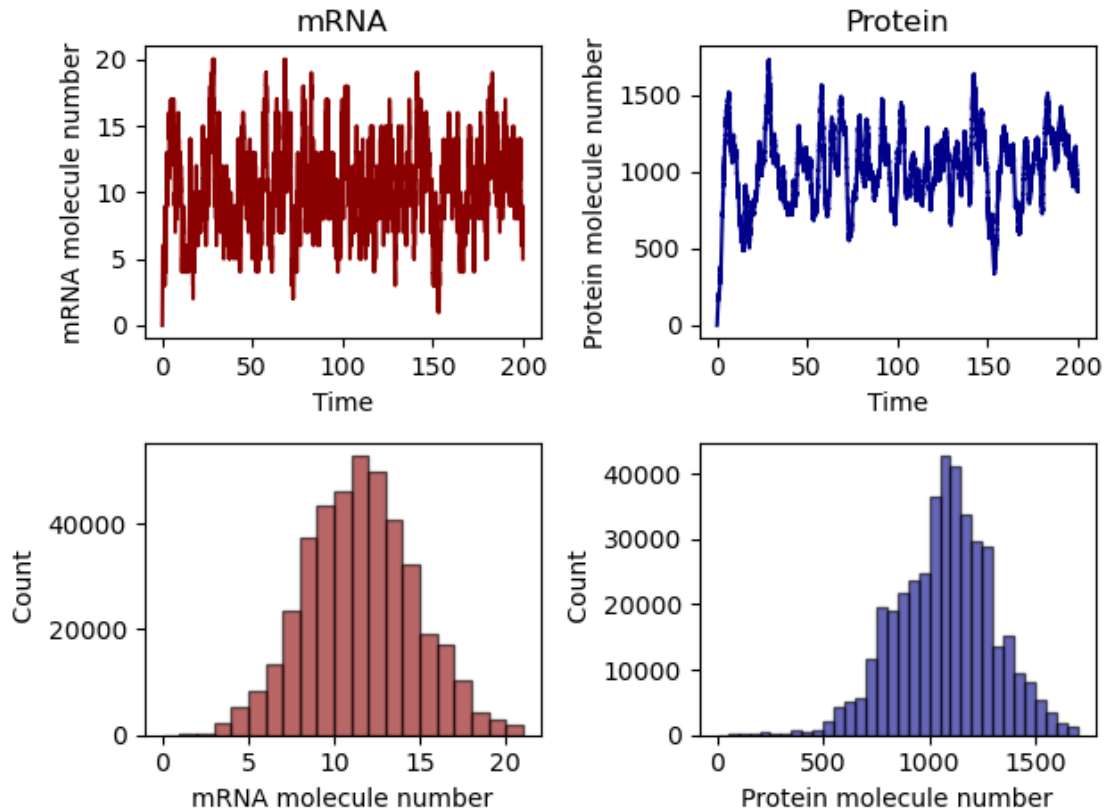 mRNA
mRNA molecule number
20
15
10
5
0
0 50 100 150 200
Time
Protein
Protein molecule number
1500
1000
500
0
0 50 100 150 200
Time
Count
40000
20000
0
0 5 10 15 20
mRNA molecule number
Count
40000
30000
20000
10000
0
0 500 1000 1500
Protein molecule number